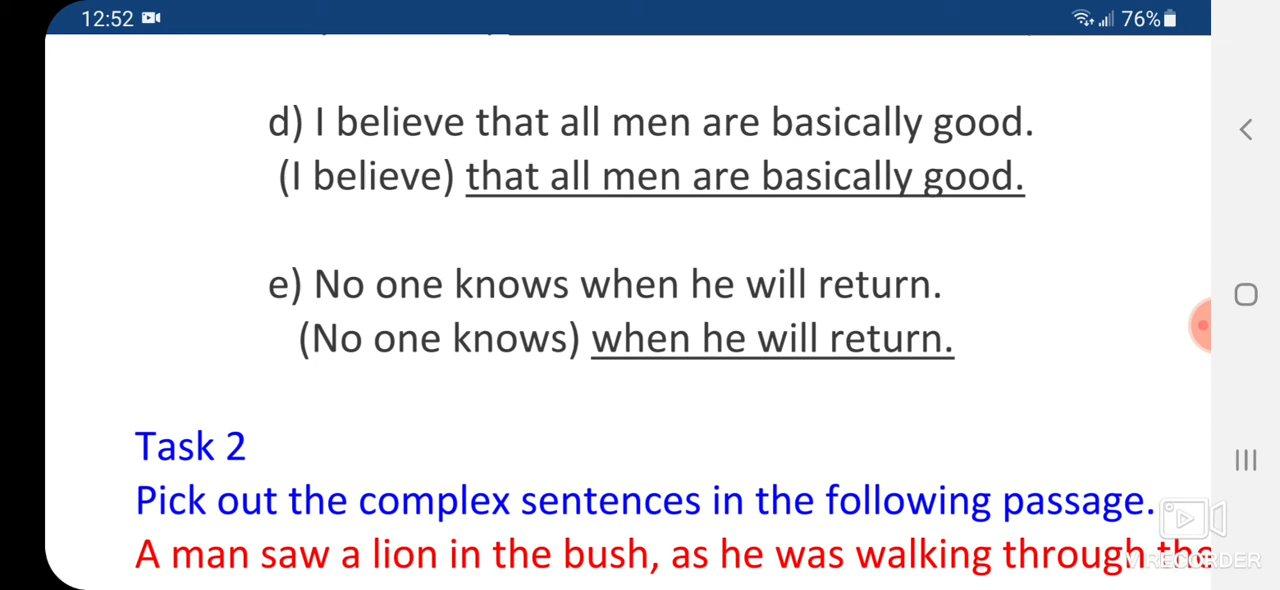 12:52
76%
d) I believe that all men are basically good.
(I believe) that all men are basically good.
e) No one knows when he will return.
(No one knows) when he will return.
Task 2
Pick out the complex sentences in the following passage.
A man saw a lion in the bush, as he was walking through the
V RECORDER